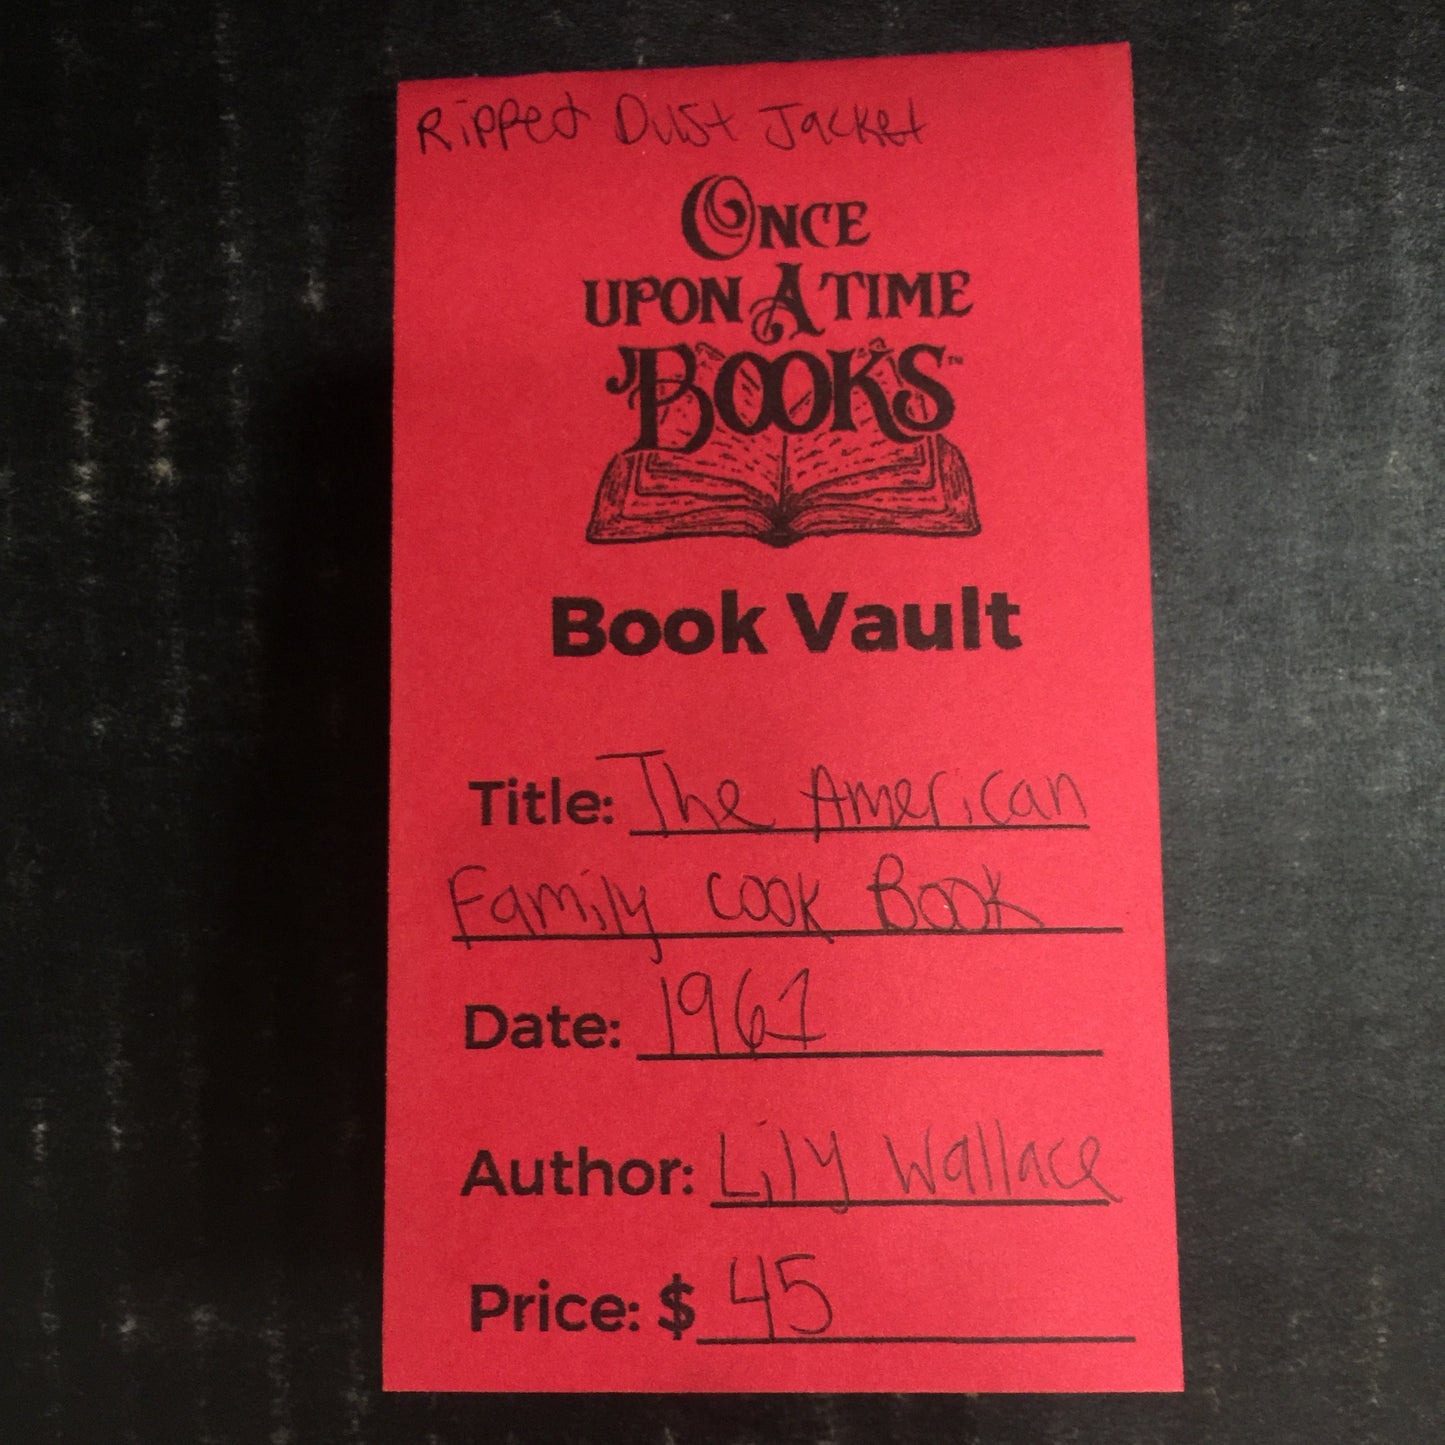 Ripped Dust Jacket
ONCE
UPON A TIME
BOOKS™
Book Vault
Title: The American
Family Cook Book
Date: 1961
Author: Lily Wallace
Price: $ 45